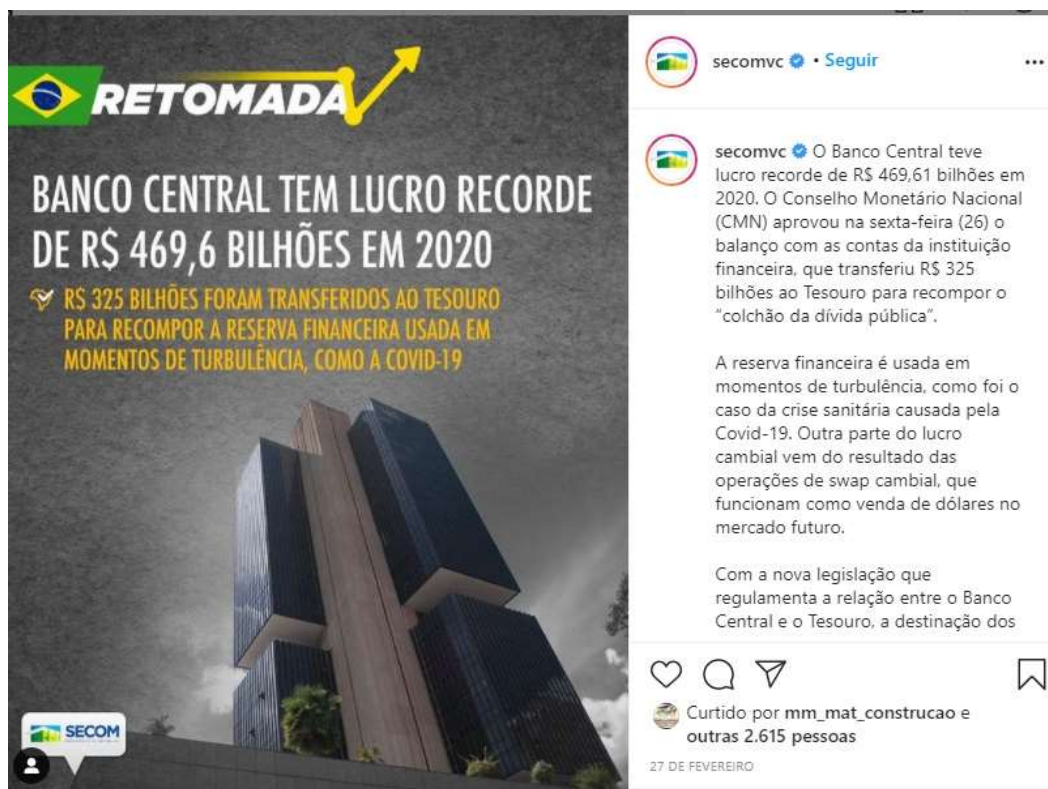 RETOMADA
BANCO CENTRAL TEM LUCRO RECORDE
DE R$ 469,6 BILHÕES EM 2020
R$ 325 BILHÕES FORAM TRANSFERIDOS AO TESOURO
PARA RECOMPOR A RESERVA FINANCEIRA USADA EM
MOMENTOS DE TURBULÊNCIA, COMO A COVID-19
SECOM
secomvc • Seguir
secomvc O Banco Central teve
lucro recorde de R$ 469,61 bilhões em
2020. O Conselho Monetário Nacional
(CMN) aprovou na sexta-feira (26) o
balanço com as contas da instituição
financeira, que transferiu R$ 325
bilhões ao Tesouro para recompor o
“colchão da dívida pública”.
A reserva financeira é usada em
momentos de turbulência, como foi o
caso da crise sanitária causada pela
Covid-19. Outra parte do lucro
cambial vem do resultado das
operações de swap cambial, que
funcionam como venda de dólares no
mercado futuro.
Com a nova legislação que
regulamenta a relação entre o Banco
Central e o Tesouro, a destinação dos
Curtido por mm_mat_construcao e
outras 2.615 pessoas
27 DE FEVEREIRO